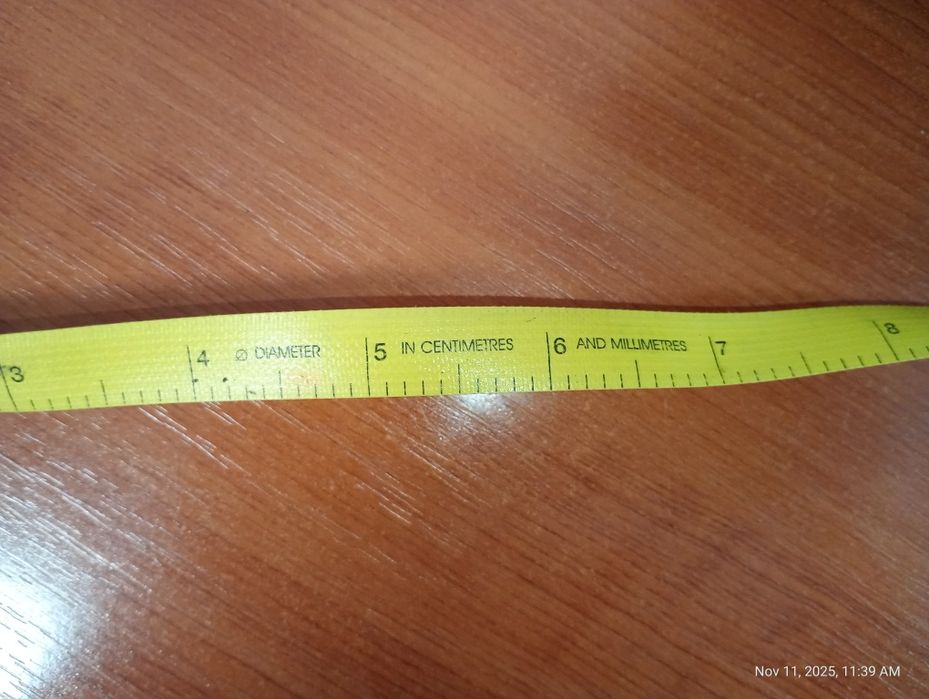 3 4 Ø DIAMETER 5 IN CENTIMETRES 6 AND MILLIMETRES 7 8
Nov 11, 2025, 11:39 AM